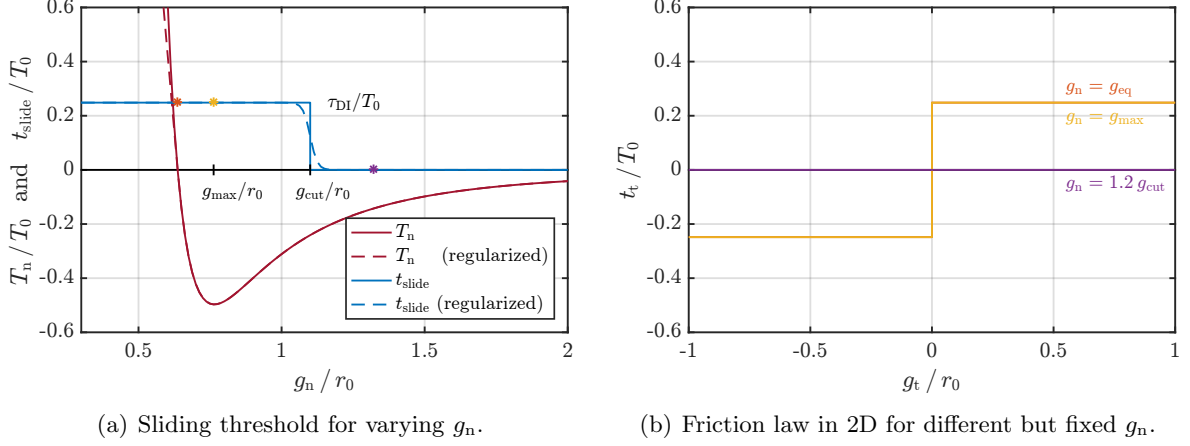 0.6
0.4
0.2
0
-0.2
-0.4
-0.6
T_n / T_0 and t_slide / T_0
τ_DI/T_0
g_max/r_0
g_cut/r_0
T_n
T_n (regularized)
t_slide
t_slide (regularized)
0.5
1
1.5
2
g_n / r_0
(a) Sliding threshold for varying g_n.
0.6
0.4
0.2
0
-0.2
-0.4
-0.6
t_t / T_0
g_n = g_eq
g_n = g_max
g_n = 1.2 g_cut
-1
-0.5
0
0.5
1
g_t / r_0
(b) Friction law in 2D for different but fixed g_n.